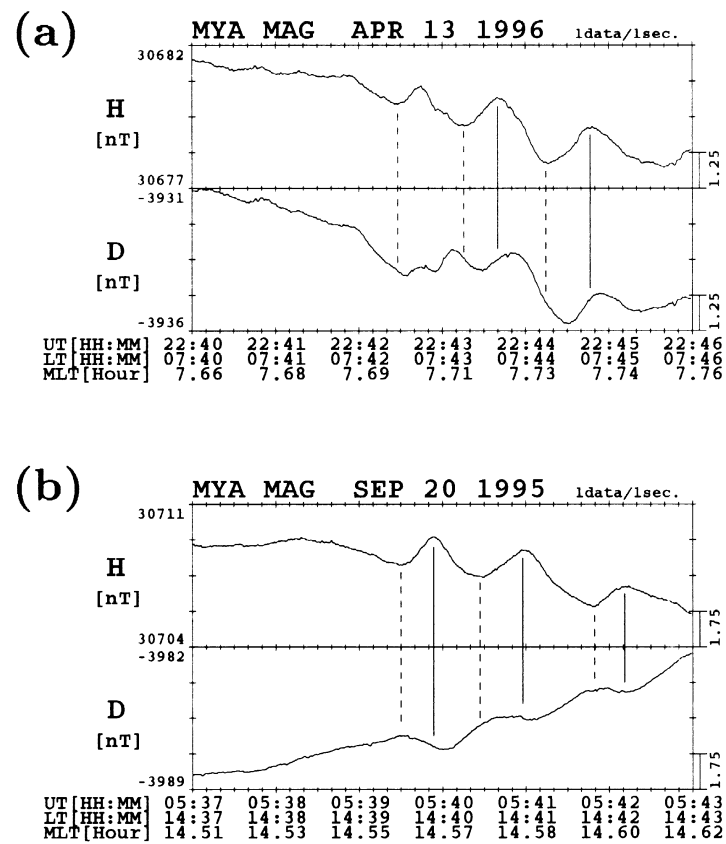 (a)
MYA MAG APR 13 1996 1data/1sec.
30682
H
[nT]
30677
1.25
-3931
D
[nT]
-3936
1.25
UT[HH:MM] 22:40 22:41 22:42 22:43 22:44 22:45 22:46
LT[HH:MM] 07:40 07:41 07:42 07:43 07:44 07:45 07:46
MLT[Hour] 7.66 7.68 7.69 7.71 7.73 7.74 7.76
(b)
MYA MAG SEP 20 1995 1data/1sec.
30711
H
[nT]
30704
1.75
-3982
D
[nT]
-3989
1.75
UT[HH:MM] 05:37 05:38 05:39 05:40 05:41 05:42 05:43
LT[HH:MM] 14:37 14:38 14:39 14:40 14:41 14:42 14:43
MLT[Hour] 14.51 14.53 14.55 14.57 14.58 14.60 14.62